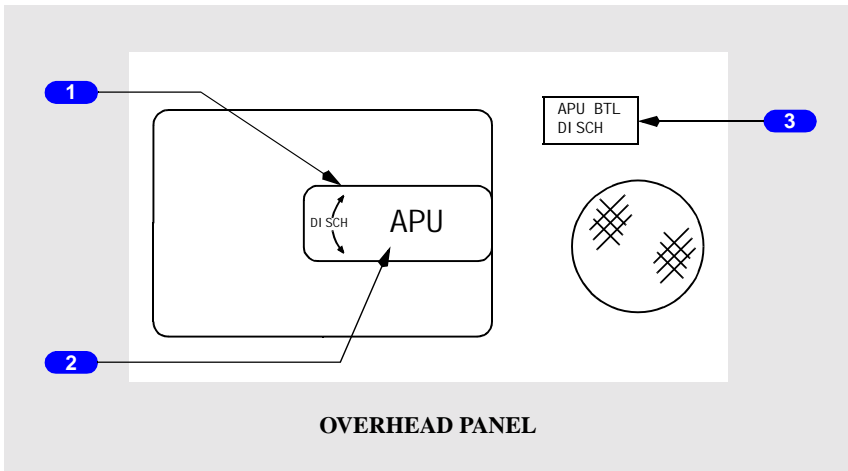 1
APU BTL
DISCH
3
DISCH
APU
2
OVERHEAD PANEL